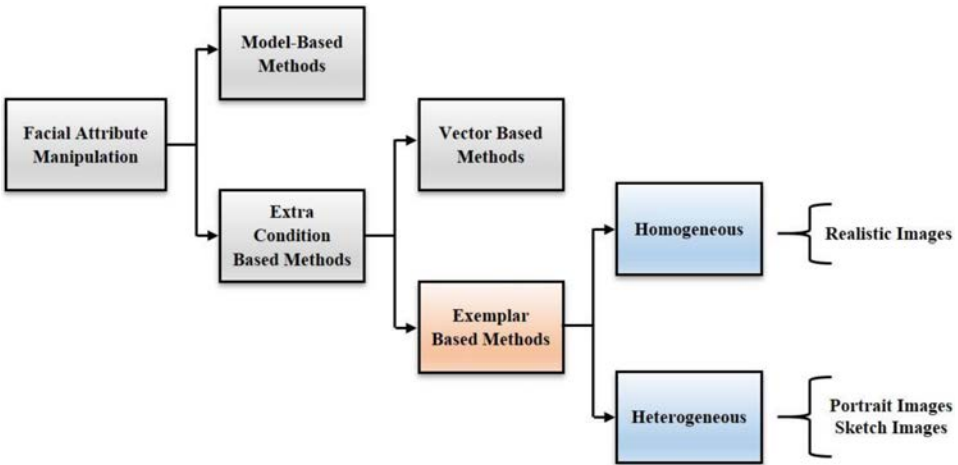 Model-Based
Methods
Facial Attribute
Manipulation
Vector Based
Methods
Extra
Condition
Based Methods
Homogeneous
Realistic Images
Exemplar
Based Methods
Heterogeneous
Portrait Images
Sketch Images